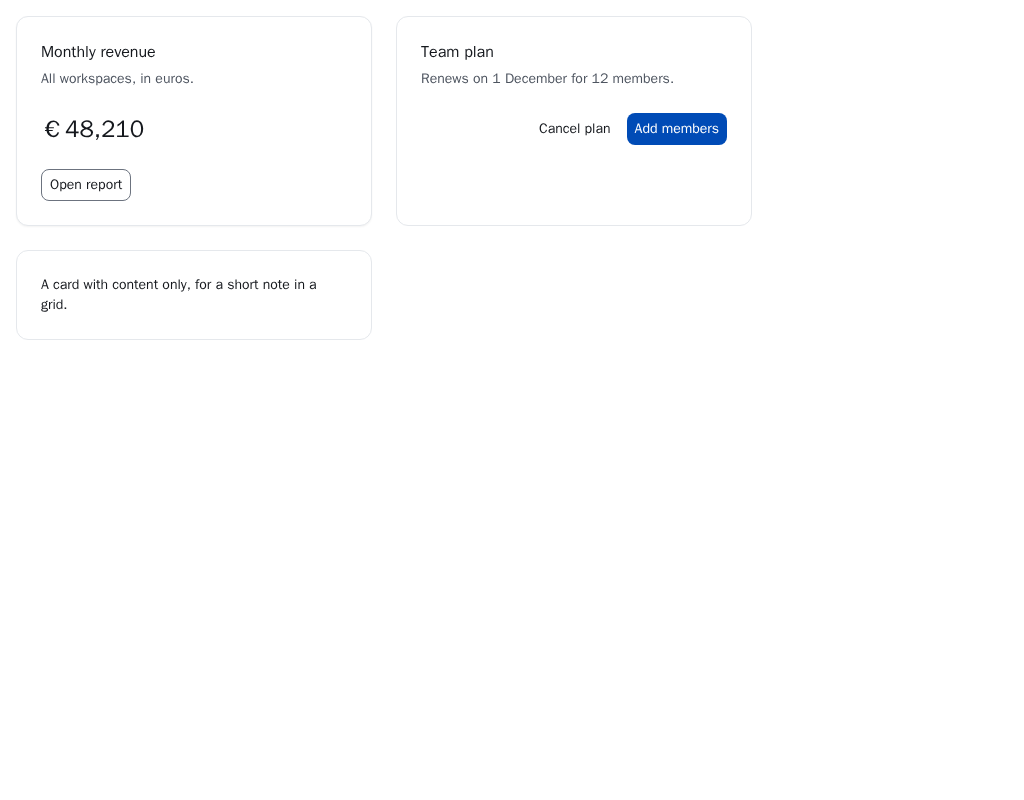 Monthly revenue
All workspaces, in euros.
€ 48,210
Open report
Team plan
Renews on 1 December for 12 members.
Cancel plan
Add members
A card with content only, for a short note in a
grid.